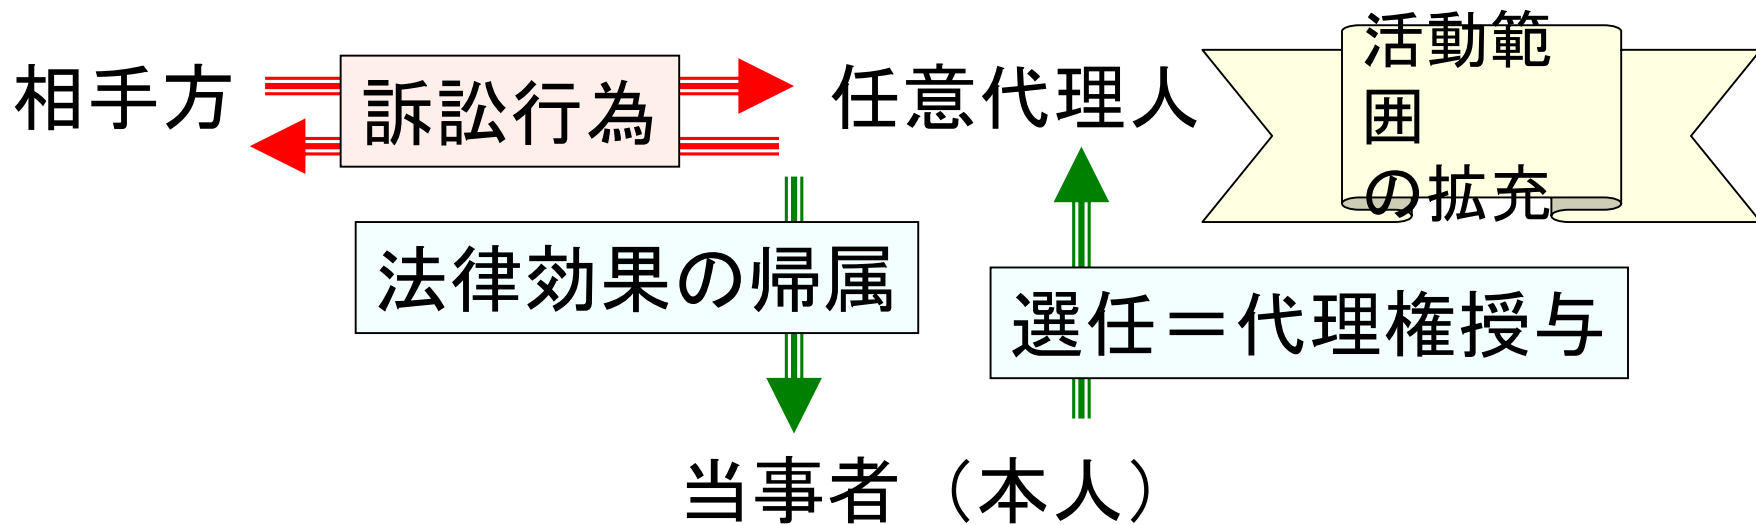 相手方
訴訟行為
任意代理人
活動範
囲
の拡充
法律効果の帰属
選任＝代理権授与
当事者（本人）